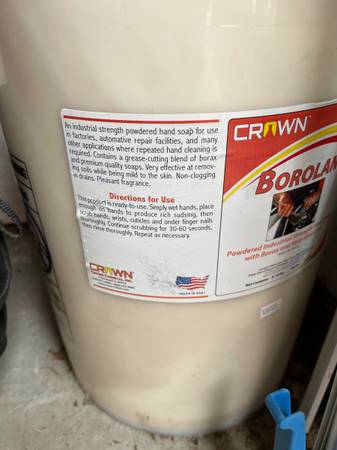 An industrial strength powdered hand soap for use
in factories, automotive repair facilities, and many
other applications where repeated hand cleaning is
required. Contains a grease-cutting blend of borax
and premium quality soaps. Very effective at remov-
ing soils while being mild to the skin. Non-clogging
in drains. Pleasant fragrance.
Directions for Use
This product is ready-to-use. Simply wet hands, place
enough on hands to produce rich sudsing, then
scrub hands, wrists, cuticles and under finger nails
thoroughly. Continue scrubbing for 30-60 seconds,
then rinse thoroughly. Repeat as necessary.
CROWN
MADE IN USA
CROWN
BOROLAN
Powdered Industrial
with Borax and